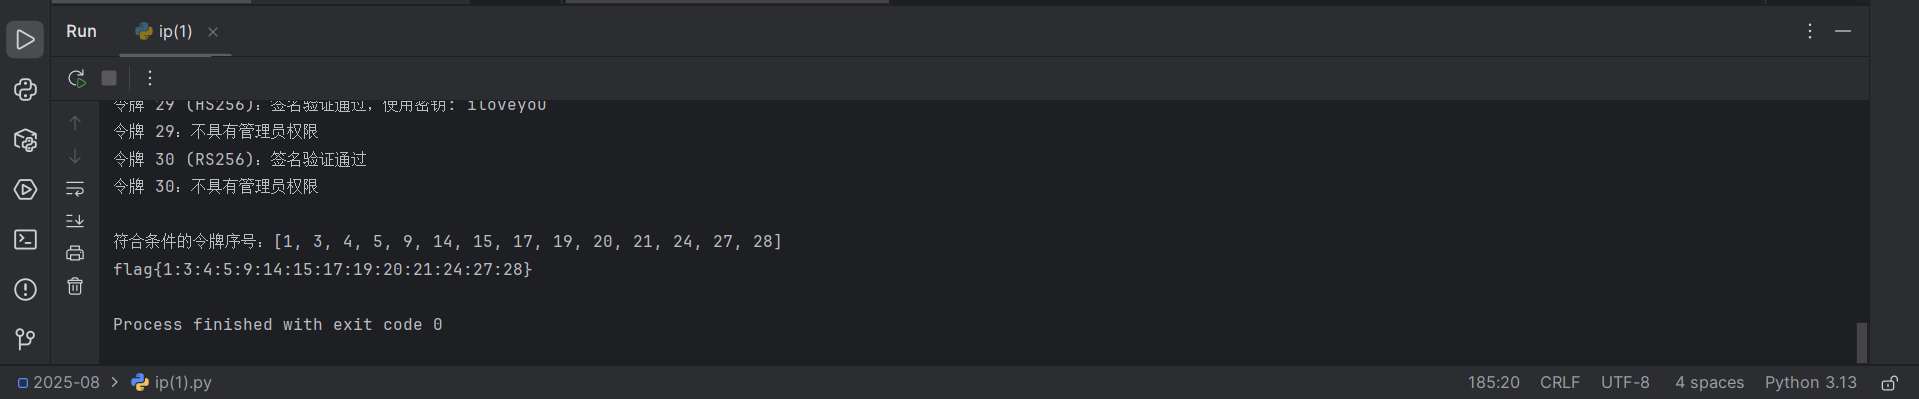 Run
ip(1)
令牌 29 (HS256): 签名验证通过，使用密钥: iloveyou
令牌 29: 不具有管理员权限
令牌 30 (RS256): 签名验证通过
令牌 30: 不具有管理员权限
符合条件的令牌序号: [1, 3, 4, 5, 9, 14, 15, 17, 19, 20, 21, 24, 27, 28]
flag{1:3:4:5:9:14:15:17:19:20:21:24:27:28}
Process finished with exit code 0
2025-08 > ip(1).py 185:20 CRLF UTF-8 4 spaces Python 3.13